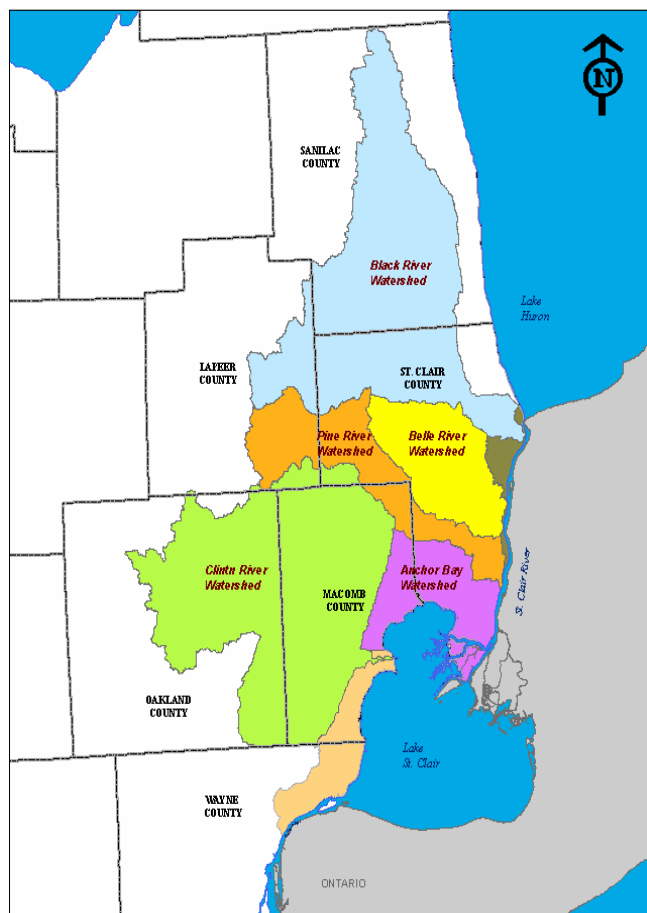 N
SANILAC
COUNTY
Black River
Watershed
Lake
Huron
LAPEER
COUNTY
ST. CLAIR
COUNTY
Pine River
Watershed
Belle River
Watershed
Clintn River
Watershed
Anchor Bay
Watershed
MACOMB
COUNTY
St. Clair River
OAKLAND
COUNTY
Lake
St. Clair
WAYNE
COUNTY
ONTARIO